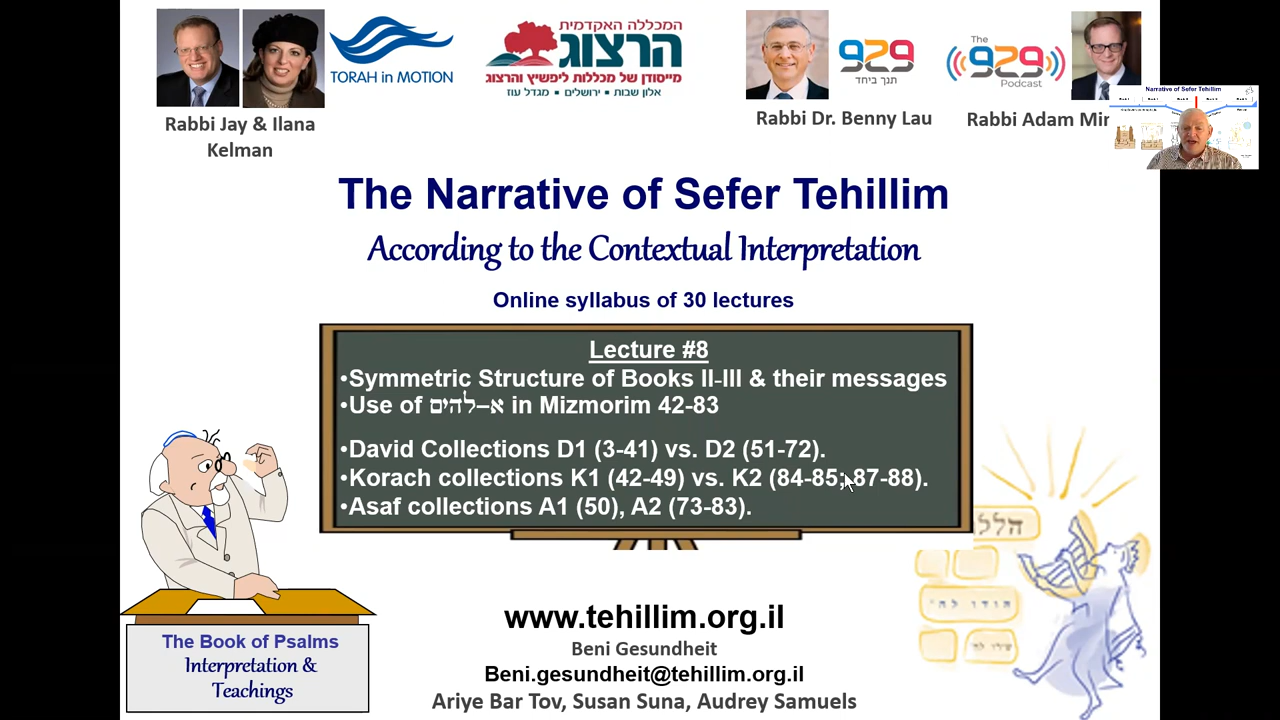 TORAH in MOTION
המכללה האקדמית
הרצוג
מייסודן של מכללות ליפשיץ והרצוג
אלון שבות • ירושלים • מגדל עוז
929
תנך ביחד
The
929
Podcast
Rabbi Jay & Ilana
Kelman
Rabbi Dr. Benny Lau
Rabbi Adam Min
Narrative of Sefer Tehillim
The Narrative of Sefer Tehillim
According to the Contextual Interpretation
Online syllabus of 30 lectures
Lecture #8
•Symmetric Structure of Books II-III & their messages
•Use of א–להים in Mizmorim 42-83
•David Collections D1 (3-41) vs. D2 (51-72).
•Korach collections K1 (42-49) vs. K2 (84-85; 87-88).
•Asaf collections A1 (50), A2 (73-83).
הללו
הודו לה'
שירו לה'
The Book of Psalms
Interpretation &
Teachings
www.tehillim.org.il
Beni Gesundheit
Beni.gesundheit@tehillim.org.il
Ariye Bar Tov, Susan Suna, Audrey Samuels